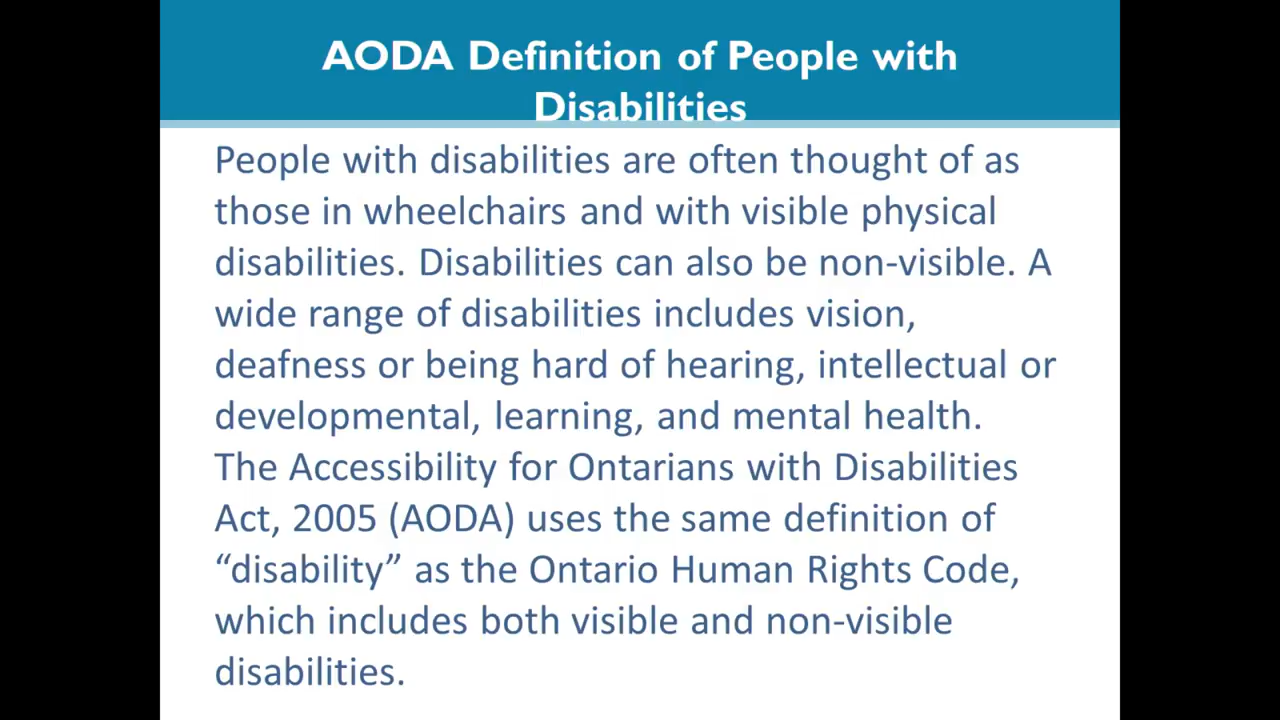 AODA Definition of People with
Disabilities
People with disabilities are often thought of as
those in wheelchairs and with visible physical
disabilities. Disabilities can also be non-visible. A
wide range of disabilities includes vision,
deafness or being hard of hearing, intellectual or
developmental, learning, and mental health.
The Accessibility for Ontarians with Disabilities
Act, 2005 (AODA) uses the same definition of
“disability” as the Ontario Human Rights Code,
which includes both visible and non-visible
disabilities.